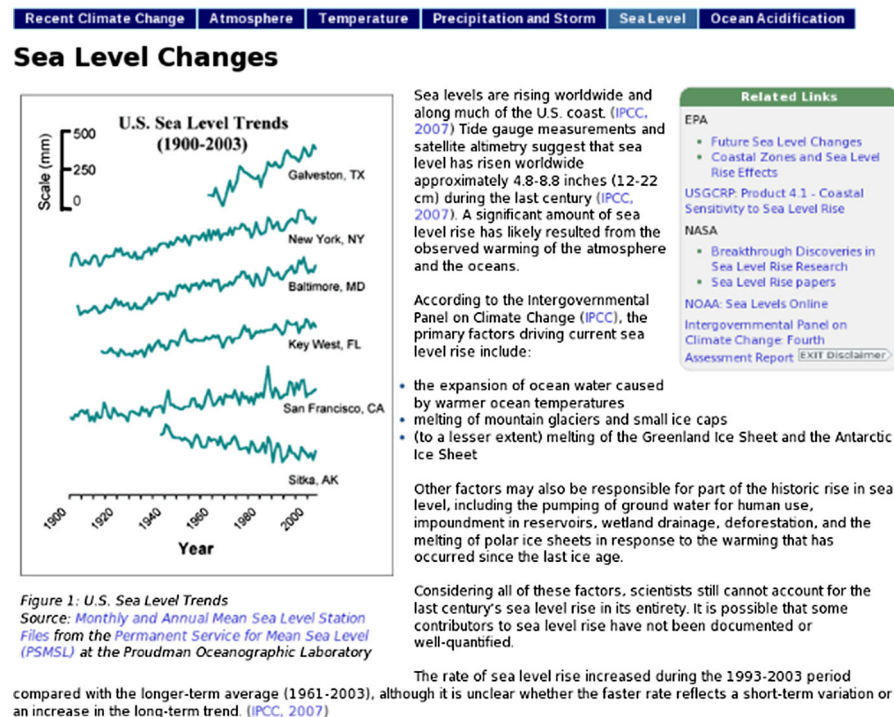 Recent Climate Change
Atmosphere
Temperature
Precipitation and Storm
Sea Level
Ocean Acidification
Sea Level Changes
U.S. Sea Level Trends
(1900-2003)
Scale (mm)
500
250
0
Galveston, TX
New York, NY
Baltimore, MD
Key West, FL
San Francisco, CA
Sitka, AK
1900
1920
1940
1960
1980
2000
Year
Figure 1: U.S. Sea Level Trends
Source: Monthly and Annual Mean Sea Level Station
Files from the Permanent Service for Mean Sea Level
(PSMSL) at the Proudman Oceanographic Laboratory
Sea levels are rising worldwide and
along much of the U.S. coast. (IPCC,
2007) Tide gauge measurements and
satellite altimetry suggest that sea
level has risen worldwide
approximately 4.8-8.8 inches (12-22
cm) during the last century (IPCC,
2007). A significant amount of sea
level rise has likely resulted from the
observed warming of the atmosphere
and the oceans.
According to the Intergovernmental
Panel on Climate Change (IPCC), the
primary factors driving current sea
level rise include:
• the expansion of ocean water caused
by warmer ocean temperatures
• melting of mountain glaciers and small ice caps
• (to a lesser extent) melting of the Greenland Ice Sheet and the Antarctic
Ice Sheet
Other factors may also be responsible for part of the historic rise in sea
level, including the pumping of ground water for human use,
impoundment in reservoirs, wetland drainage, deforestation, and the
melting of polar ice sheets in response to the warming that has
occurred since the last ice age.
Considering all of these factors, scientists still cannot account for the
last century's sea level rise in its entirety. It is possible that some
contributors to sea level rise have not been documented or
well-quantified.
The rate of sea level rise increased during the 1993-2003 period
compared with the longer-term average (1961-2003), although it is unclear whether the faster rate reflects a short-term variation or
an increase in the long-term trend. (IPCC, 2007)
Related Links
EPA
• Future Sea Level Changes
• Coastal Zones and Sea Level
Rise Effects
USGCRP: Product 4.1 - Coastal
Sensitivity to Sea Level Rise
NASA
• Breakthrough Discoveries in
Sea Level Rise Research
• Sea Level Rise papers
NOAA: Sea Levels Online
Intergovernmental Panel on
Climate Change: Fourth
Assessment Report EXIT Disclaimer